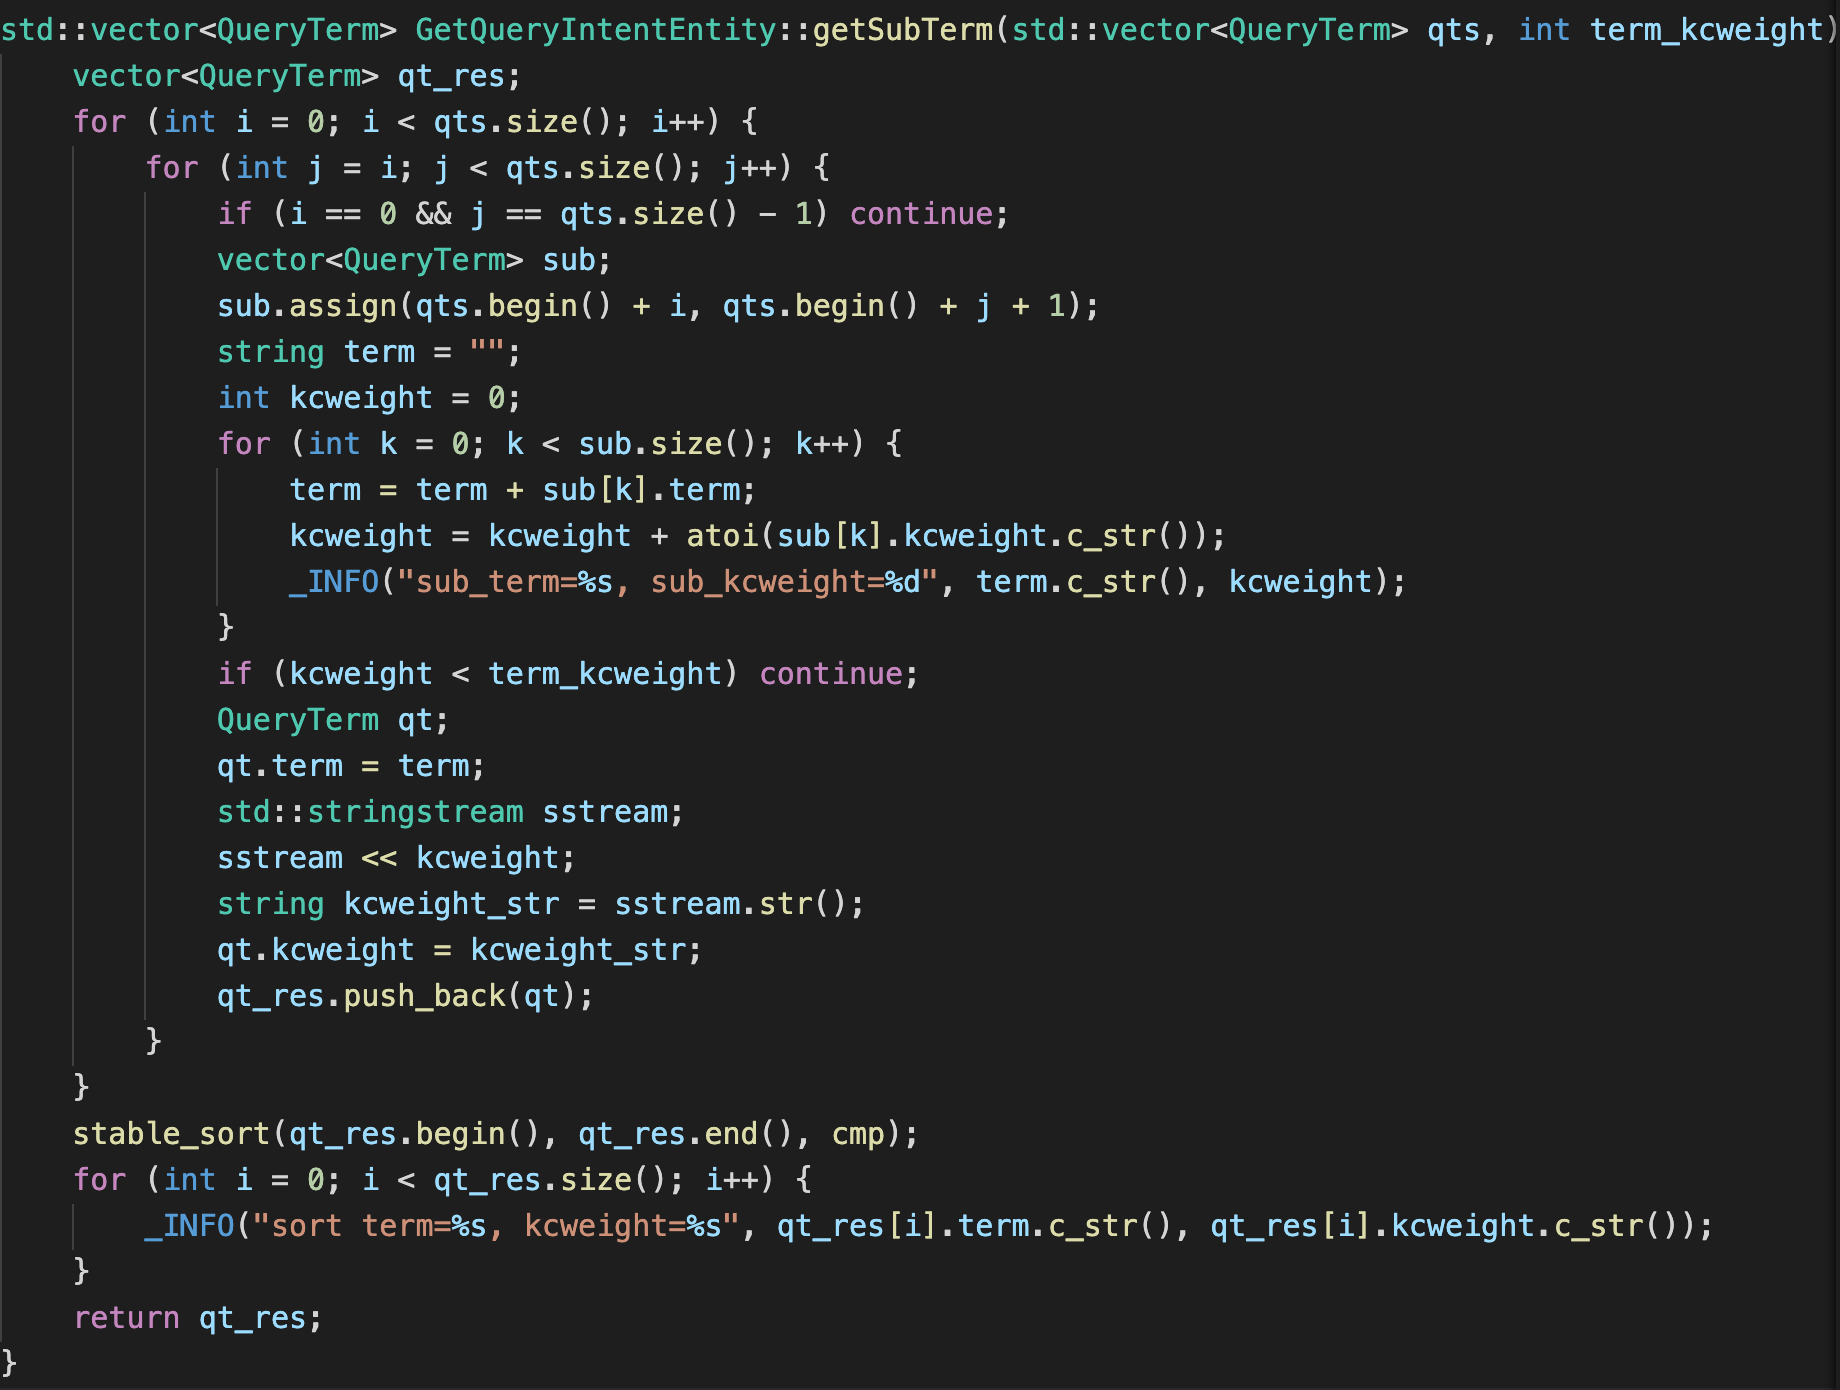 std::vector<QueryTerm> GetQueryIntentEntity::getSubTerm(std::vector<QueryTerm> qts, int term_kcweight)
    vector<QueryTerm> qt_res;
    for (int i = 0; i < qts.size(); i++) {
        for (int j = i; j < qts.size(); j++) {
            if (i == 0 && j == qts.size() - 1) continue;
            vector<QueryTerm> sub;
            sub.assign(qts.begin() + i, qts.begin() + j + 1);
            string term = "";
            int kcweight = 0;
            for (int k = 0; k < sub.size(); k++) {
                term = term + sub[k].term;
                kcweight = kcweight + atoi(sub[k].kcweight.c_str());
                _INFO("sub_term=%s, sub_kcweight=%d", term.c_str(), kcweight);
            }
            if (kcweight < term_kcweight) continue;
            QueryTerm qt;
            qt.term = term;
            std::stringstream sstream;
            sstream << kcweight;
            string kcweight_str = sstream.str();
            qt.kcweight = kcweight_str;
            qt_res.push_back(qt);
        }
    }
    stable_sort(qt_res.begin(), qt_res.end(), cmp);
    for (int i = 0; i < qt_res.size(); i++) {
        _INFO("sort term=%s, kcweight=%s", qt_res[i].term.c_str(), qt_res[i].kcweight.c_str());
    }
    return qt_res;
}